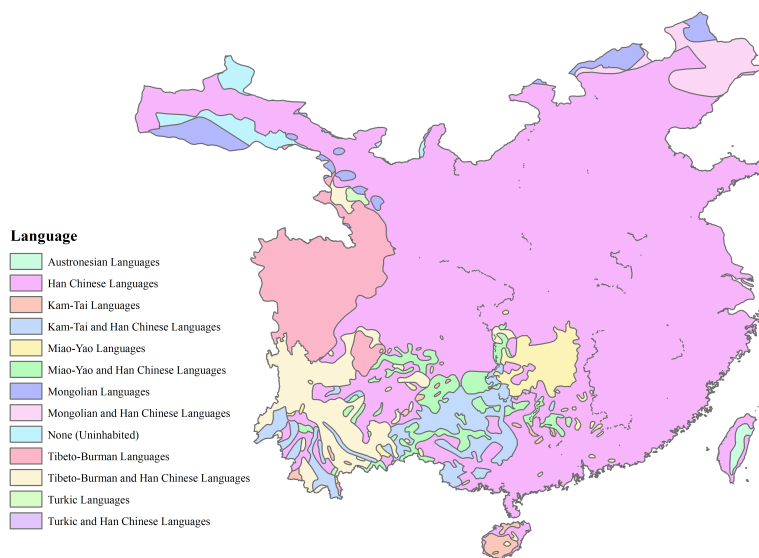 Language
Austronesian Languages
Han Chinese Languages
Kam-Tai Languages
Kam-Tai and Han Chinese Languages
Miao-Yao Languages
Miao-Yao and Han Chinese Languages
Mongolian Languages
Mongolian and Han Chinese Languages
None (Uninhabited)
Tibeto-Burman Languages
Tibeto-Burman and Han Chinese Languages
Turkic Languages
Turkic and Han Chinese Languages